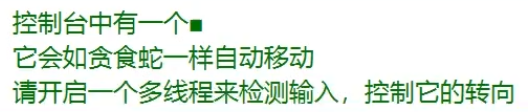 控制台中有一个■
它会如贪食蛇一样自动移动
请开启一个多线程来检测输入，控制它的转向